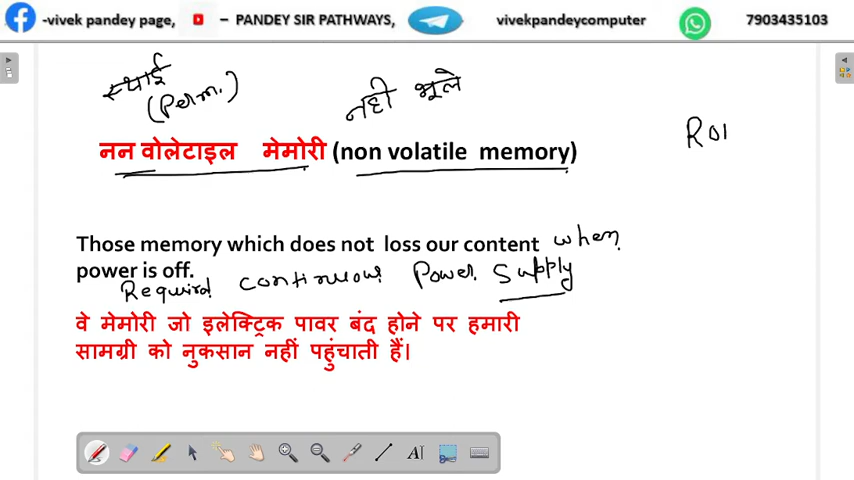 -vivek pandey page, – PANDEY SIR PATHWAYS, vivekpandeycomputer 7903435103
स्थाई
(Perm.)
नही भूले
नन वोलेटाइल मेमोरी (non volatile memory)
Those memory which does not loss our content when
power is off.
Required continuous Power Supply
वे मेमोरी जो इलेक्ट्रिक पावर बंद होने पर हमारी
सामग्री को नुकसान नहीं पहुंचाती हैं।